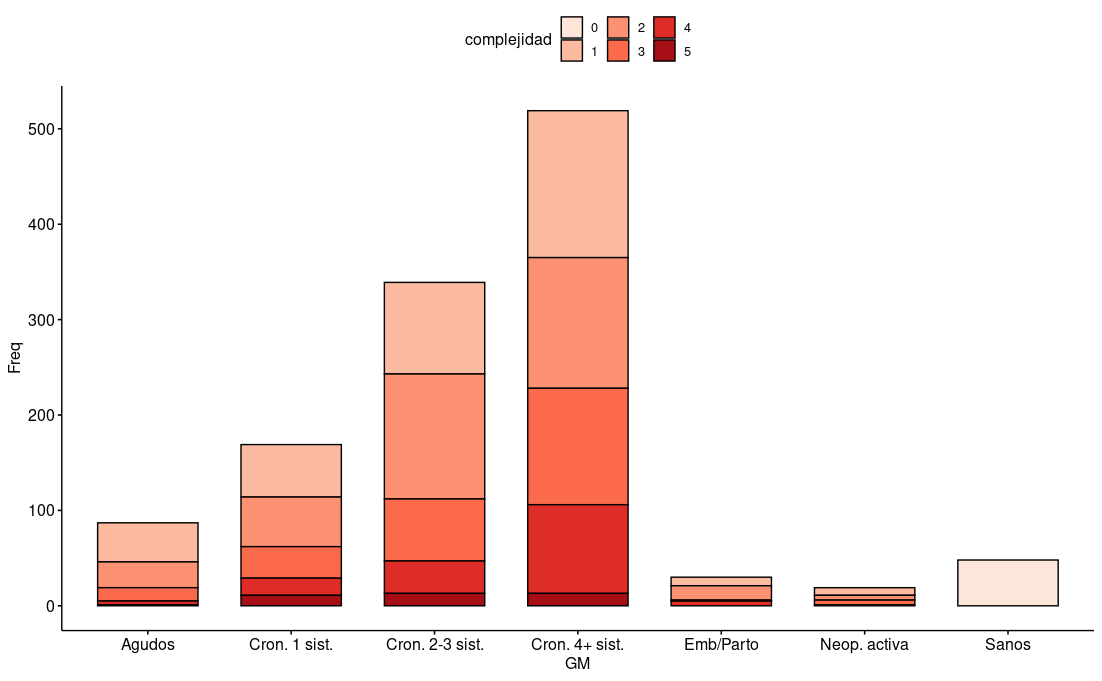 complejidad 0 2 4
1 3 5
500
400
300
200
100
0
Freq
Agudos Cron. 1 sist. Cron. 2-3 sist. Cron. 4+ sist. Emb/Parto Neop. activa Sanos
GM